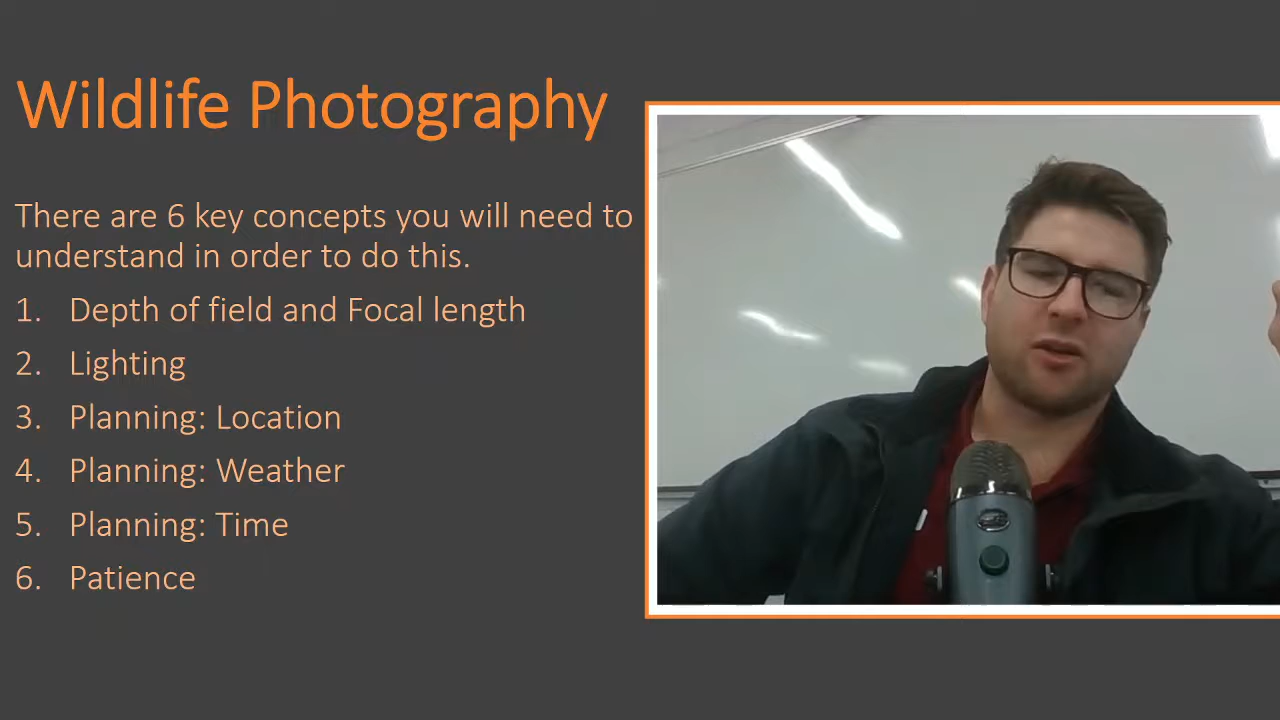 Wildlife Photography
There are 6 key concepts you will need to
understand in order to do this.
1. Depth of field and Focal length
2. Lighting
3. Planning: Location
4. Planning: Weather
5. Planning: Time
6. Patience